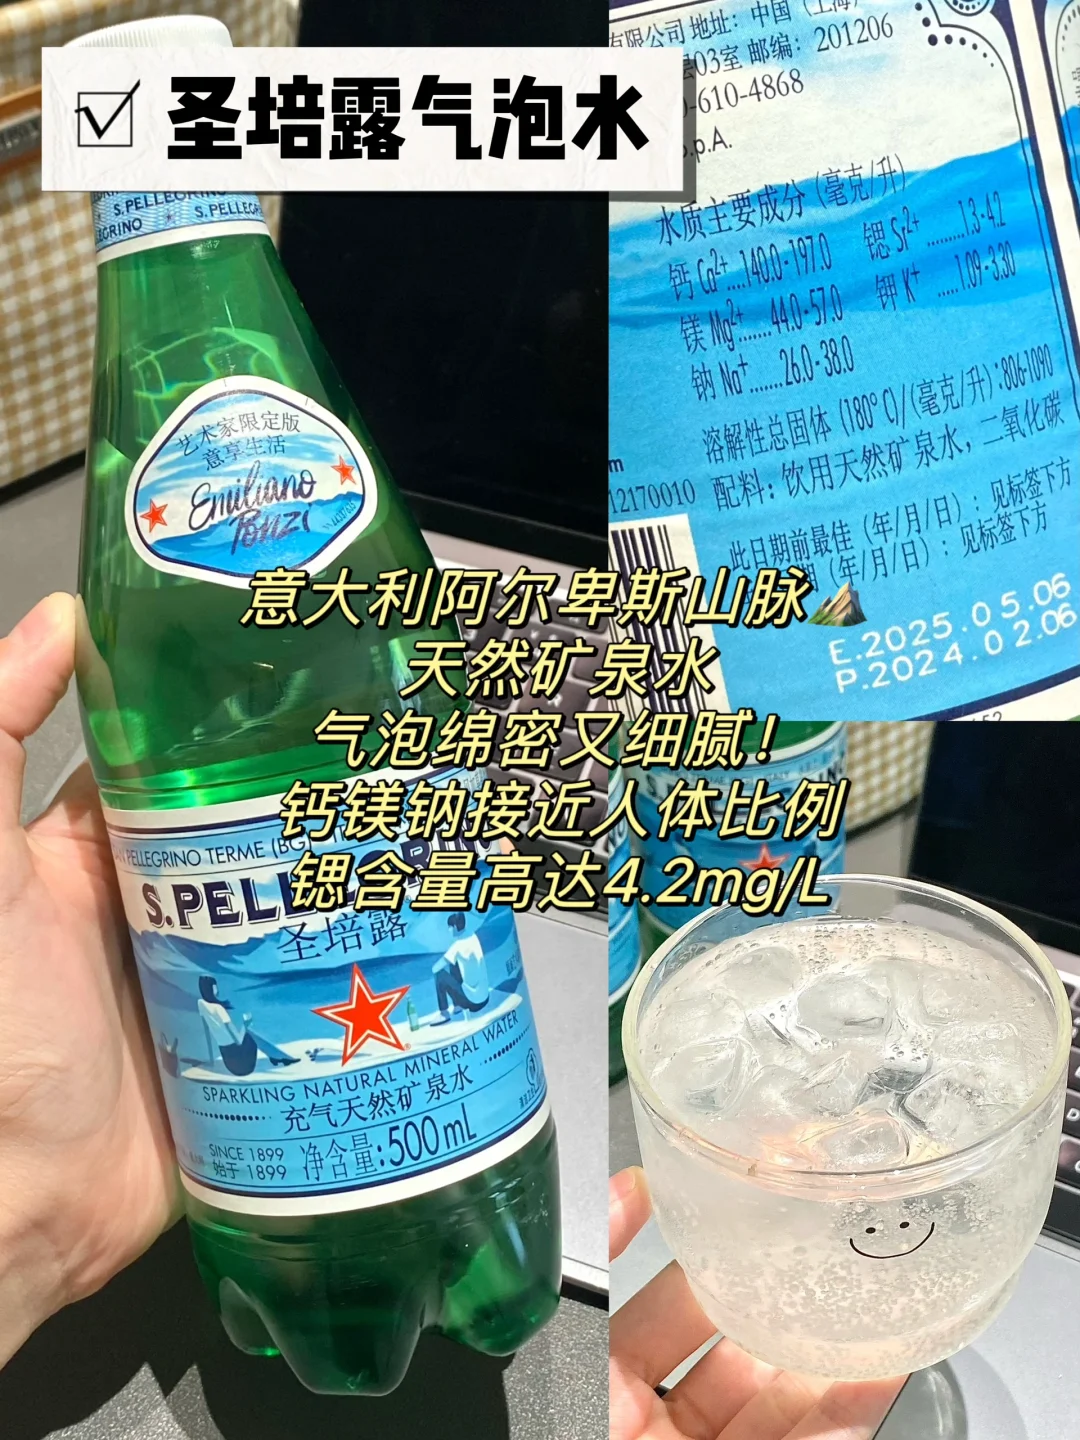 圣培露气泡水
S.PELLEGRINO
S.PELLEGRINO
艺术家限定版
意享生活
Emiliano
Ponzi
有限公司 地址：中国（上海）
层03室 邮编：201206
0-610-4868
S.p.A.
水质主要成分（毫克/升）
钙 Ca²⁺....140.0-197.0 锶 Sr²⁺ ........1.3-4.2
镁 Mg²⁺.......44.0-57.0 钾 K⁺ .....1.09-3.30
钠 Na⁺.......26.0-38.0
溶解性总固体 (180° C)/(毫克/升):806-1090
12170010 配料：饮用天然矿泉水，二氧化碳
此日期前最佳（年/月/日）：见标签下方
（年/月/日）：见标签下方
E.2025.05.06
P.2024.02.06
意大利阿尔卑斯山脉
天然矿泉水
气泡绵密又细腻！
钙镁钠接近人体比例
锶含量高达4.2mg/L
PELLEGRINO TERME (BG)
S.PELLEGRINO
圣培露
SPARKLING NATURAL MINERAL WATER
充气天然矿泉水
SINCE 1899
始于 1899
净含量:500mL